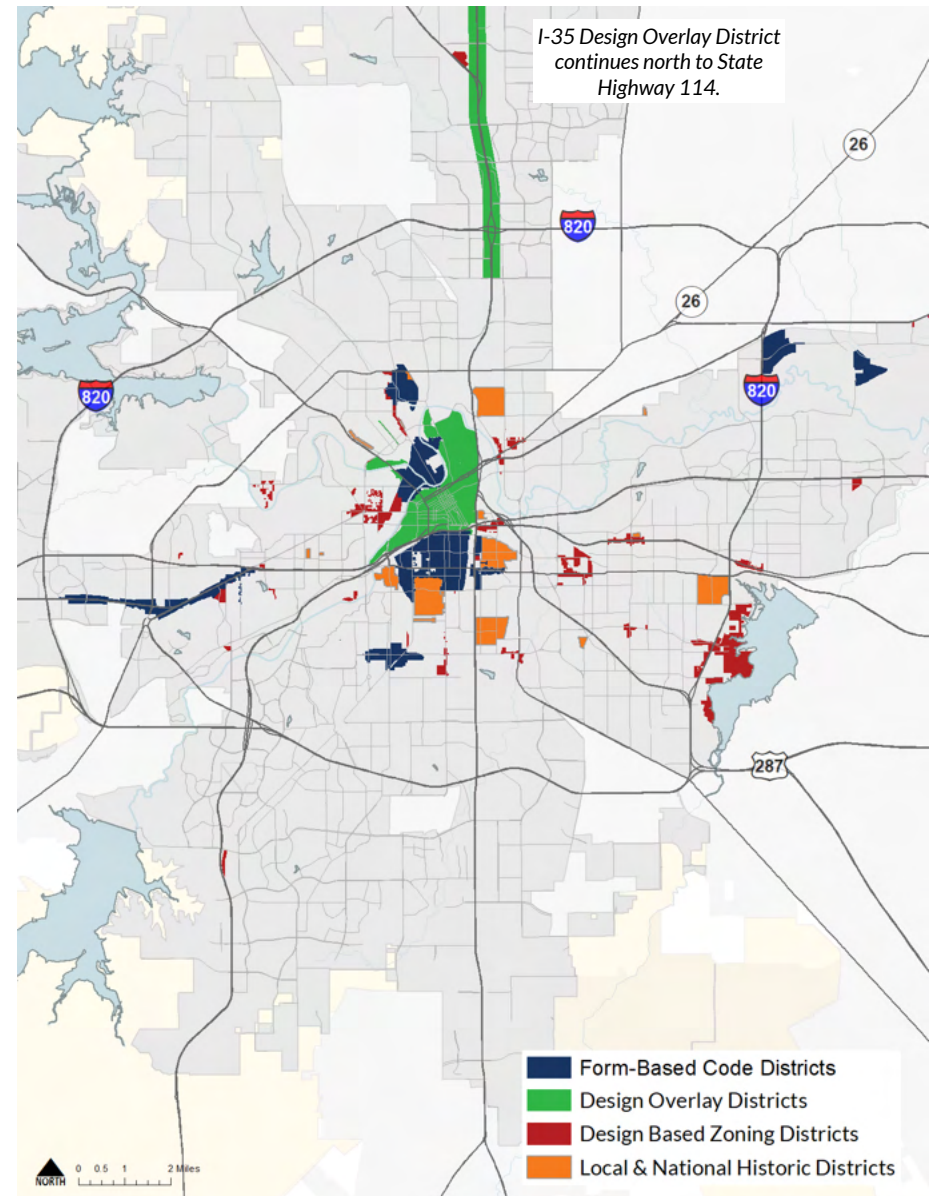 I-35 Design Overlay District
continues north to State
Highway 114.
26
820
26
820
820
287
Form-Based Code Districts
Design Overlay Districts
Design Based Zoning Districts
Local & National Historic Districts
0 0.5 1 2 Miles
NORTH